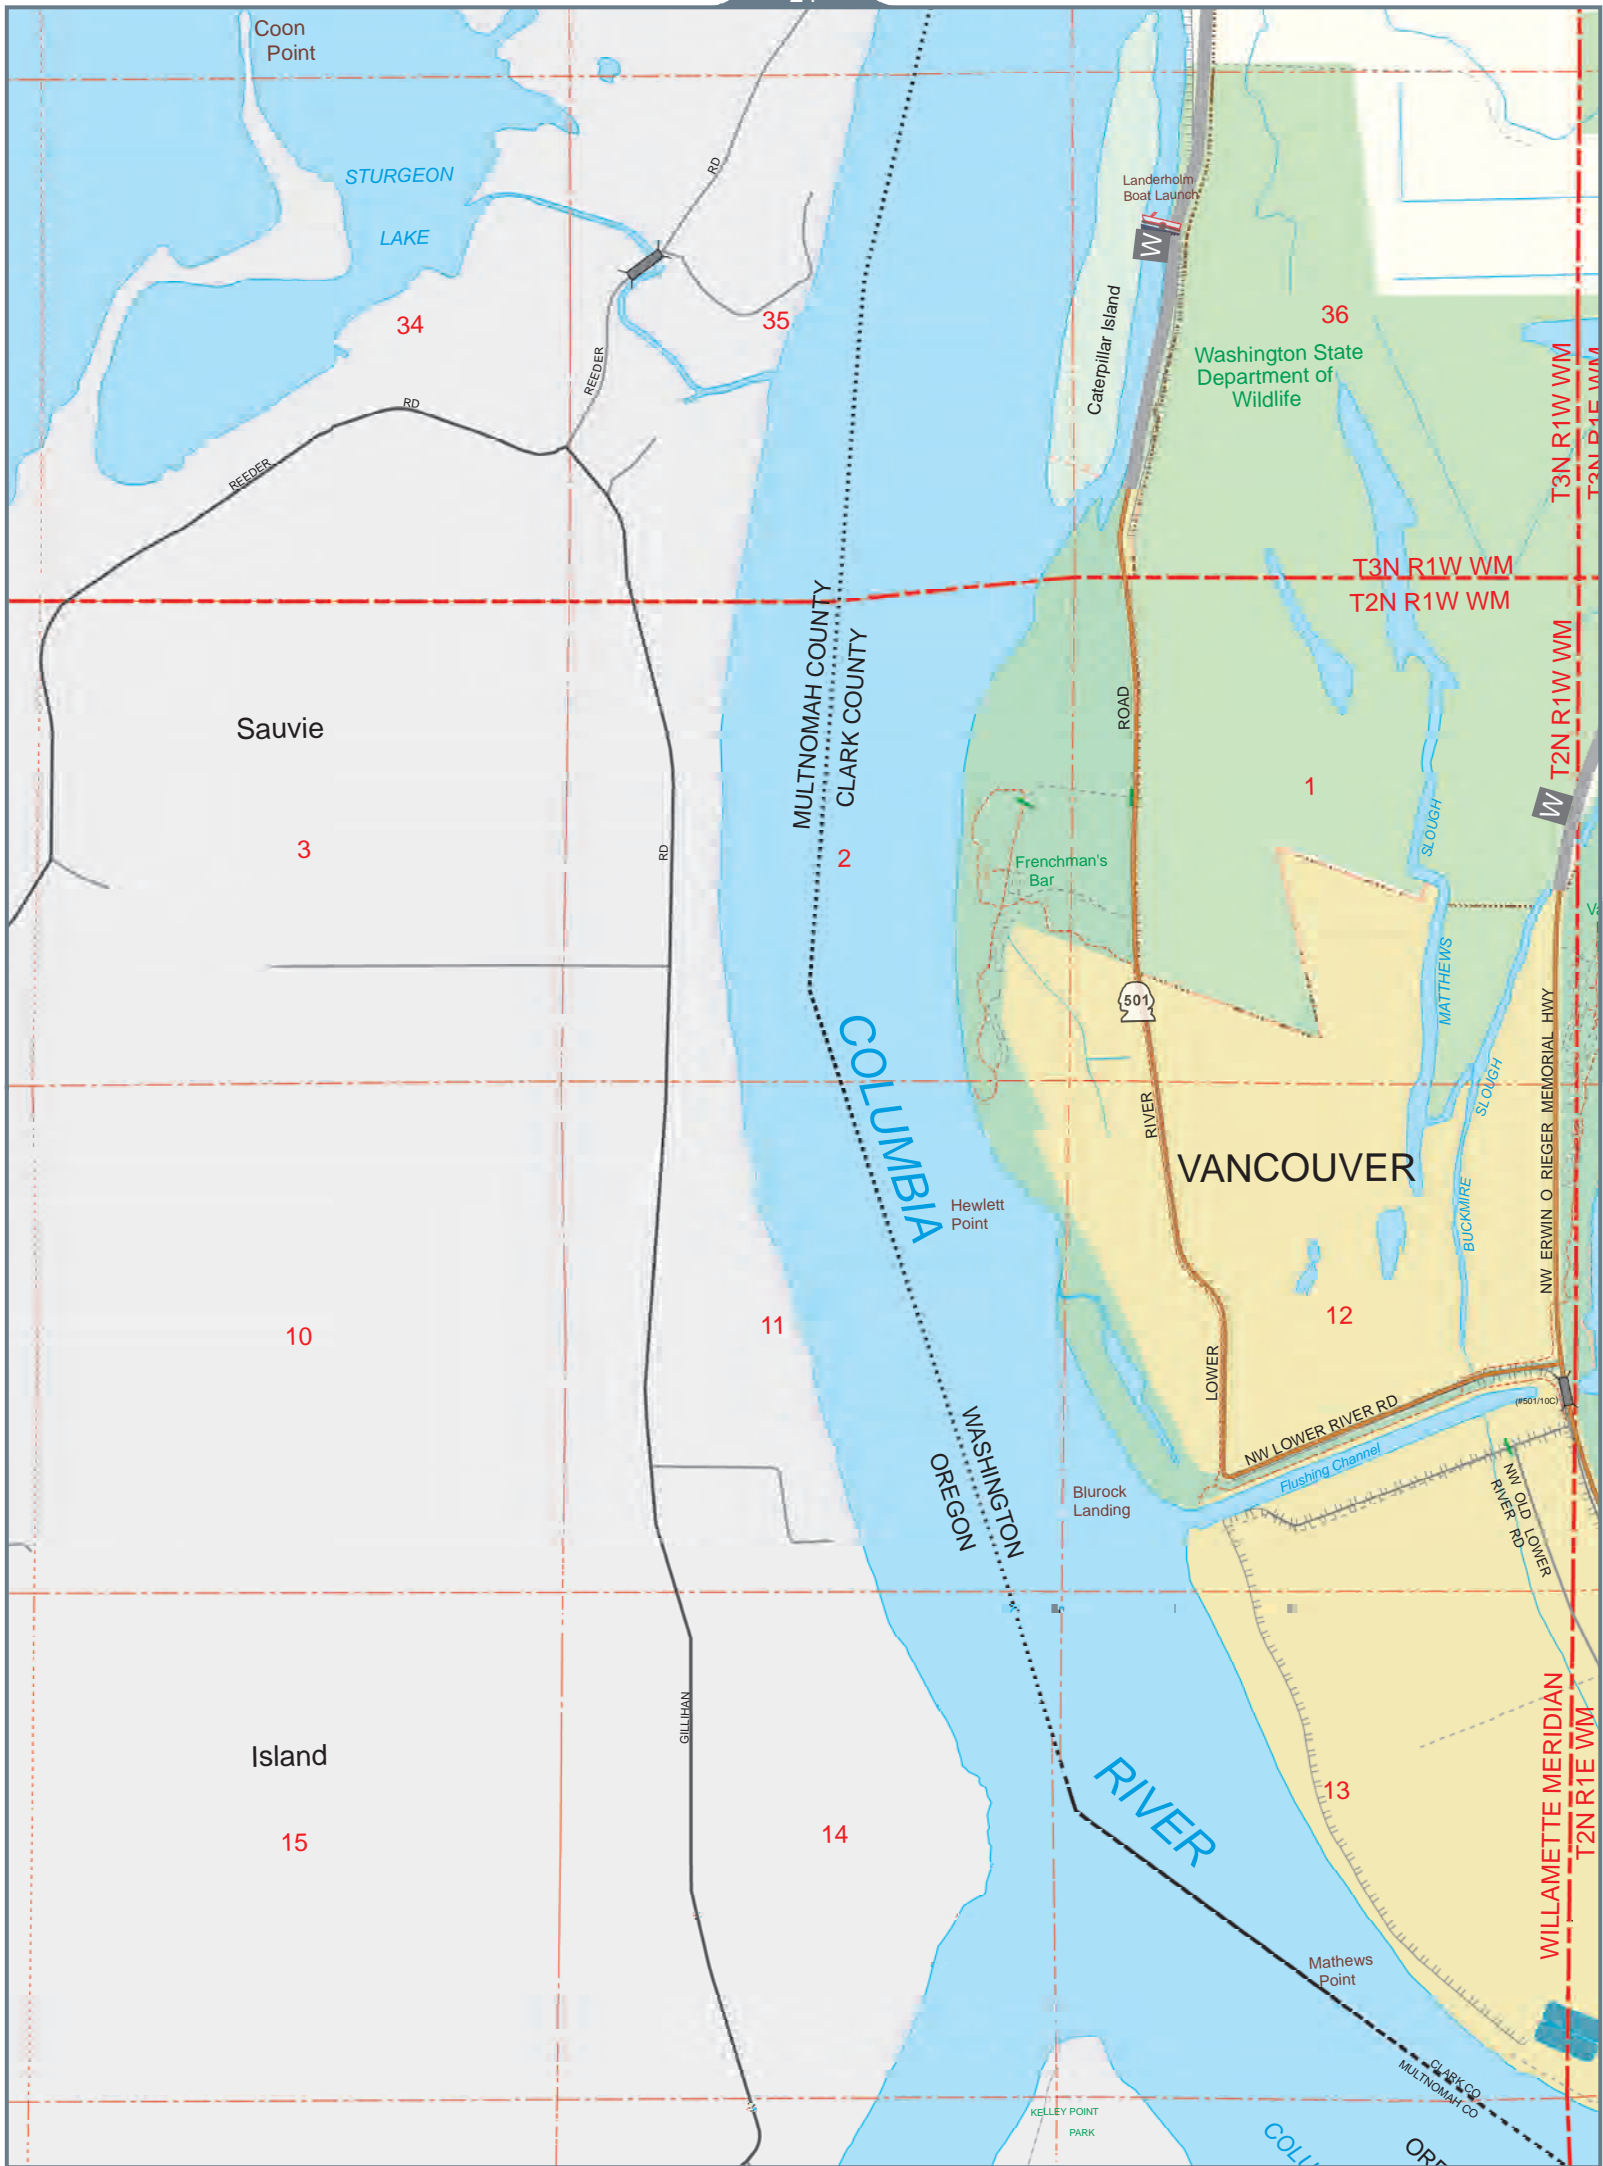 Coon
Point
STURGEON
LAKE
RD
Landerholm
Boat Launch
W
Caterpillar Island
34
35
36
Washington State
Department of
Wildlife
REEDER
RD
REEDER
T3N R1W WM
T3N R1E WM
T3N R1W WM
T2N R1W WM
T2N R1W WM
MULTNOMAH COUNTY
CLARK COUNTY
ROAD
Sauvie
3
RD
2
1
W
SLOUGH
Frenchman's
Bar
MATTHEWS
501
COLUMBIA
NW ERWIN O RIEGER MEMORIAL HWY
SLOUGH
RIVER
VANCOUVER
BUCKMIRE
Hewlett
Point
10
11
12
LOWER
NW LOWER RIVER RD
(#501/10C)
Flushing Channel
WASHINGTON
OREGON
Blurock
Landing
NW OLD LOWER
RIVER RD
GILLIHAN
Island
15
14
RIVER
13
WILLAMETTE MERIDIAN
T2N R1E WM
Mathews
Point
CLARK CO
MULTNOMAH CO
KELLEY POINT
PARK